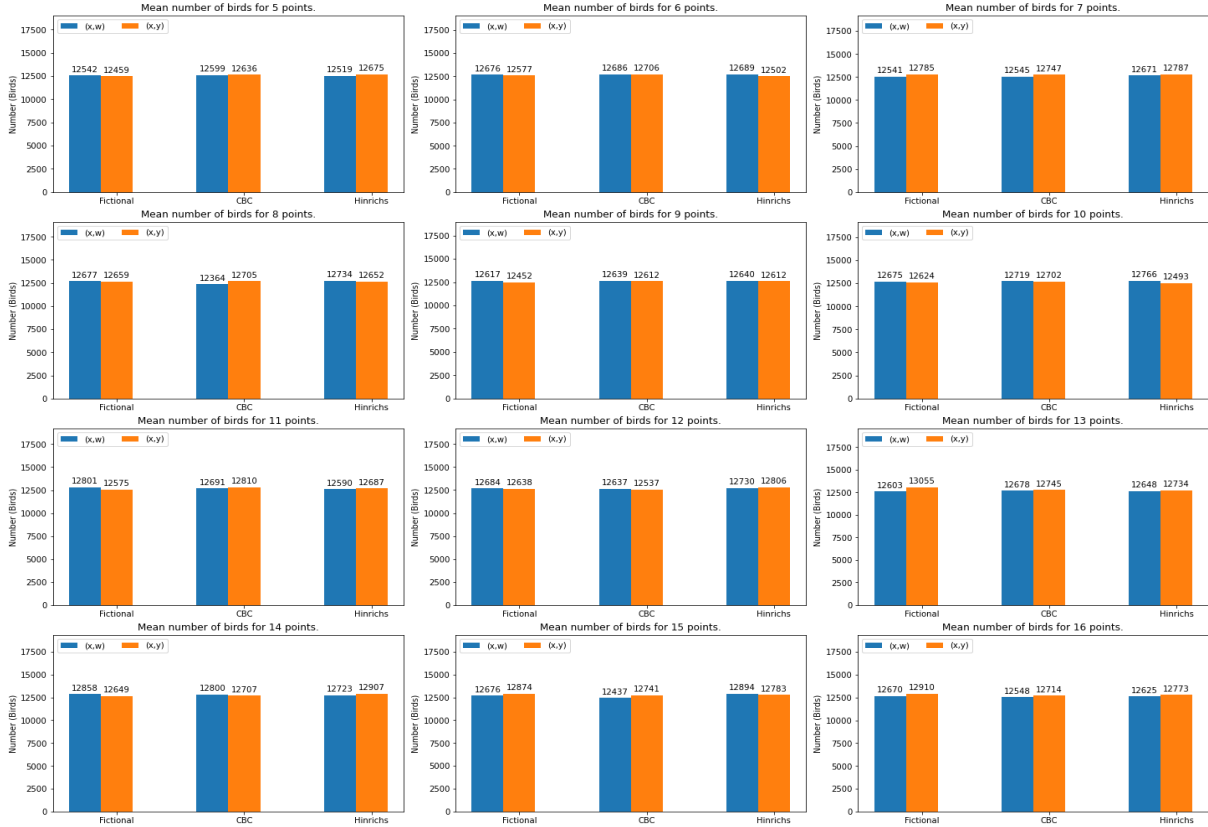 Mean number of birds for 5 points.
(x,w) (x,y)
17500
15000
12500
10000
7500
5000
2500
0
Number (Birds)
12542 12459 12599 12636 12519 12675
Fictional CBC Hinrichs
Mean number of birds for 6 points.
(x,w) (x,y)
17500
15000
12500
10000
7500
5000
2500
0
Number (Birds)
12676 12577 12686 12706 12689 12502
Fictional CBC Hinrichs
Mean number of birds for 7 points.
(x,w) (x,y)
17500
15000
12500
10000
7500
5000
2500
0
Number (Birds)
12541 12785 12545 12747 12671 12787
Fictional CBC Hinrichs
Mean number of birds for 8 points.
(x,w) (x,y)
17500
15000
12500
10000
7500
5000
2500
0
Number (Birds)
12677 12659 12364 12705 12734 12652
Fictional CBC Hinrichs
Mean number of birds for 9 points.
(x,w) (x,y)
17500
15000
12500
10000
7500
5000
2500
0
Number (Birds)
12617 12452 12639 12612 12640 12612
Fictional CBC Hinrichs
Mean number of birds for 10 points.
(x,w) (x,y)
17500
15000
12500
10000
7500
5000
2500
0
Number (Birds)
12675 12624 12719 12702 12766 12493
Fictional CBC Hinrichs
Mean number of birds for 11 points.
(x,w) (x,y)
17500
15000
12500
10000
7500
5000
2500
0
Number (Birds)
12801 12575 12691 12810 12590 12687
Fictional CBC Hinrichs
Mean number of birds for 12 points.
(x,w) (x,y)
17500
15000
12500
10000
7500
5000
2500
0
Number (Birds)
12684 12638 12637 12537 12730 12806
Fictional CBC Hinrichs
Mean number of birds for 13 points.
(x,w) (x,y)
17500
15000
12500
10000
7500
5000
2500
0
Number (Birds)
12603 13055 12678 12745 12648 12734
Fictional CBC Hinrichs
Mean number of birds for 14 points.
(x,w) (x,y)
17500
15000
12500
10000
7500
5000
2500
0
Number (Birds)
12858 12649 12800 12707 12723 12907
Fictional CBC Hinrichs
Mean number of birds for 15 points.
(x,w) (x,y)
17500
15000
12500
10000
7500
5000
2500
0
Number (Birds)
12676 12874 12437 12741 12894 12783
Fictional CBC Hinrichs
Mean number of birds for 16 points.
(x,w) (x,y)
17500
15000
12500
10000
7500
5000
2500
0
Number (Birds)
12670 12910 12548 12714 12625 12773
Fictional CBC Hinrichs